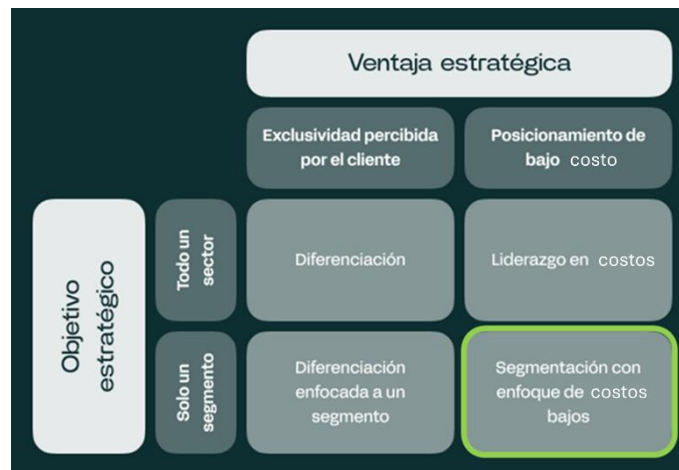 Ventaja estratégica
Exclusividad percibida
por el cliente
Posicionamiento de
bajo costo
Objetivo
estratégico
Todo un
sector
Diferenciación
Liderazgo en costos
Solo un
segmento
Diferenciación
enfocada a un
segmento
Segmentación con
enfoque de costos
bajos